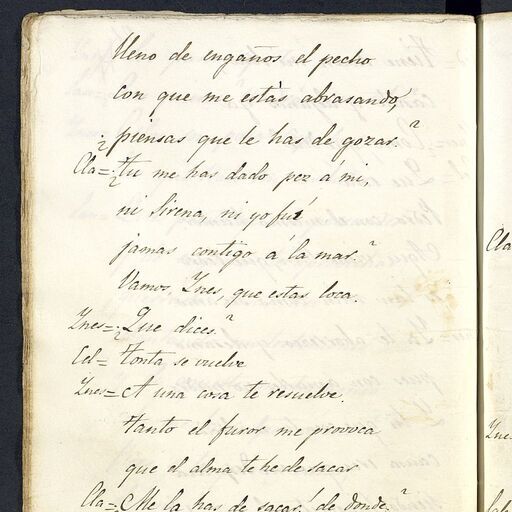 lleno de engaños el pecho
con que me estás abrasando,
¿piensas que le has de gozar?
Cla=¿Tu me has dado pez á mi,
ni Sirena, ni yo fuí
jamas contigo á la mar?
Vamos, Ynes, que estas loca.
Ynes=¿Que dices?
Cel=Tonta se vuelve
Ynes=A una cosa te resuelve.
Tanto el furor me provoca
que el alma te he de sacar
Cla=¿Me la has de sacar! de donde?
Cla
Ynes